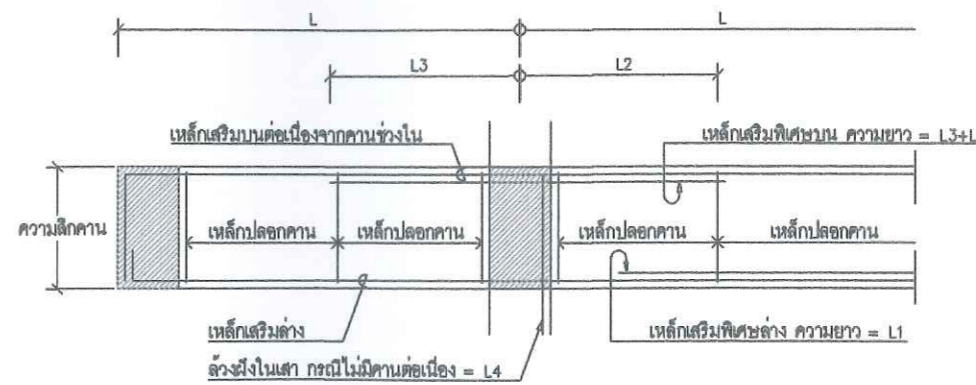 L L
L3 L2
เหล็กเสริมบนต่อเนื่องจากคานช่วงใน เหล็กเสริมพิเศษบน ความยาว = L3+L
ความลึกคาน เหล็กปลอกคาน เหล็กปลอกคาน เหล็กปลอกคาน เหล็กปลอกคาน
เหล็กเสริมล่าง เหล็กเสริมพิเศษล่าง ความยาว = L1
ล้วงฝังในเสา กรณีไม่มีคานต่อเนื่อง = L4